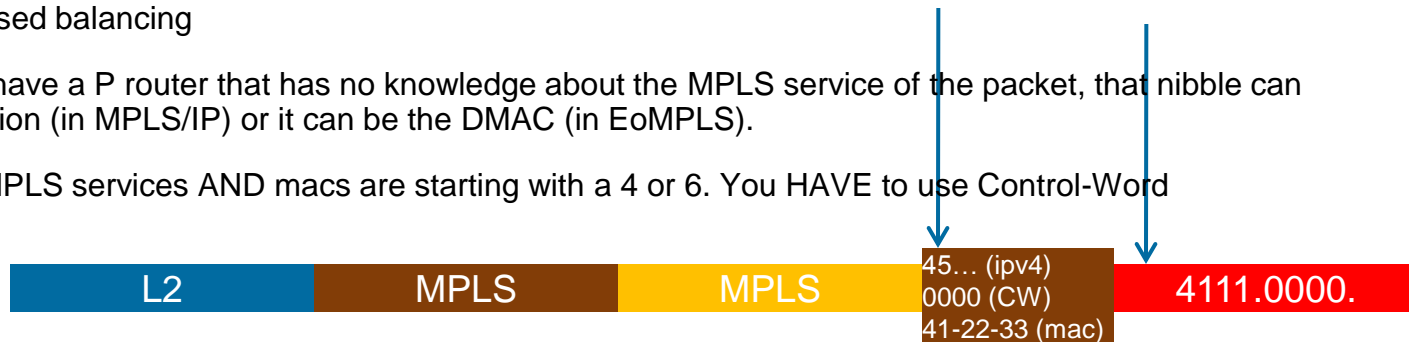 sed balancing
have a P router that has no knowledge about the MPLS service of the packet, that nibble can
ion (in MPLS/IP) or it can be the DMAC (in EoMPLS).
MPLS services AND macs are starting with a 4 or 6. You HAVE to use Control-Word
L2 MPLS MPLS
45… (ipv4)
0000 (CW)
41-22-33 (mac)
4111.0000.